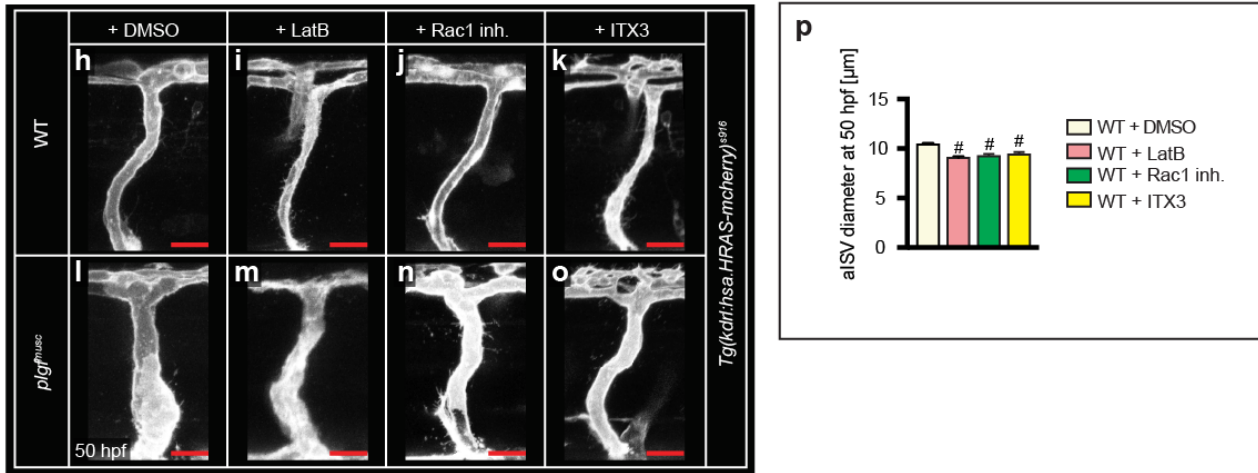 + DMSO
+ LatB
+ Rac1 inh.
+ ITX3
WT
h
i
j
k
plgfmusc
l
m
n
o
50 hpf
Tg(kdrl:hsa.HRAS-mcherry)s916
p
aISV diameter at 50 hpf [µm]
15
10
5
0
# # #
WT + DMSO
WT + LatB
WT + Rac1 inh.
WT + ITX3